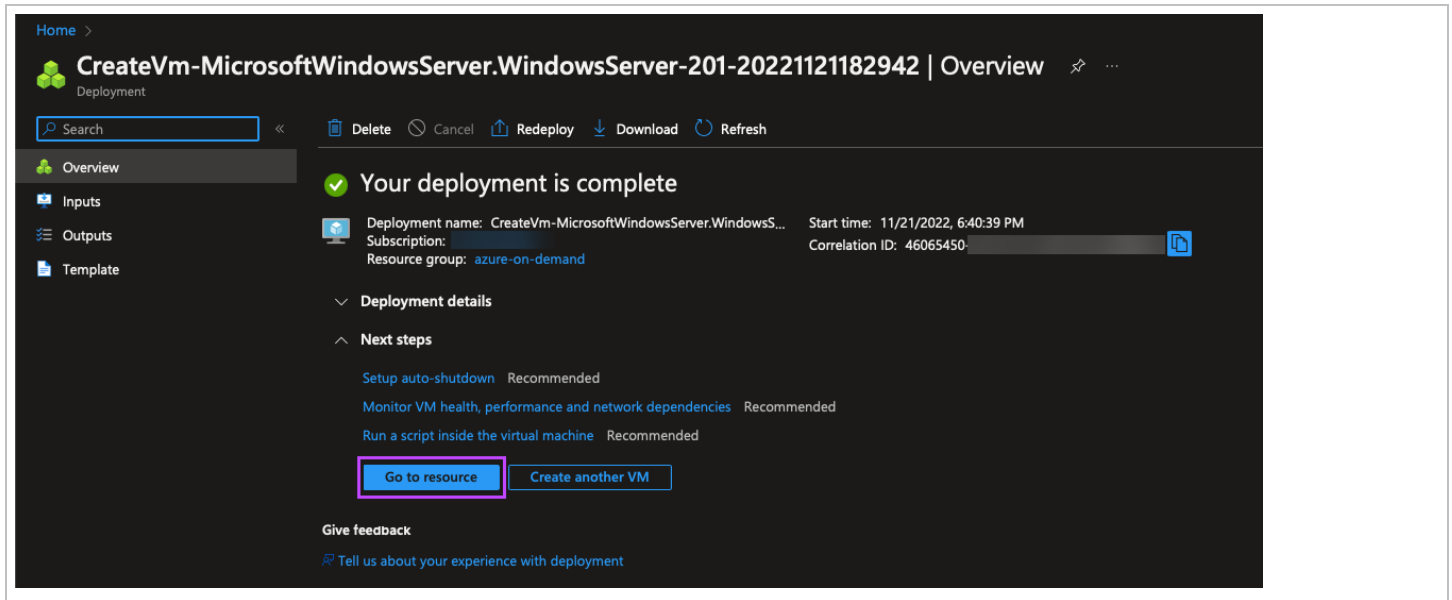 Home >
CreateVm-MicrosoftWindowsServer.WindowsServer-201-20221121182942 | Overview ...
Deployment
Search «
Delete Cancel Redeploy Download Refresh
Overview
Inputs
Outputs
Template
Your deployment is complete
Deployment name: CreateVm-MicrosoftWindowsServer.WindowsS...
Subscription:
Resource group: azure-on-demand
Start time: 11/21/2022, 6:40:39 PM
Correlation ID: 46065450-
Deployment details
Next steps
Setup auto-shutdown Recommended
Monitor VM health, performance and network dependencies Recommended
Run a script inside the virtual machine Recommended
Go to resource Create another VM
Give feedback
Tell us about your experience with deployment